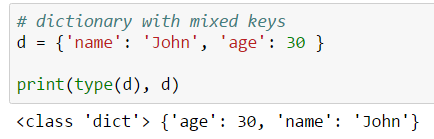 # dictionary with mixed keys
d = {'name': 'John', 'age': 30 }
print(type(d), d)
<class 'dict'> {'age': 30, 'name': 'John'}